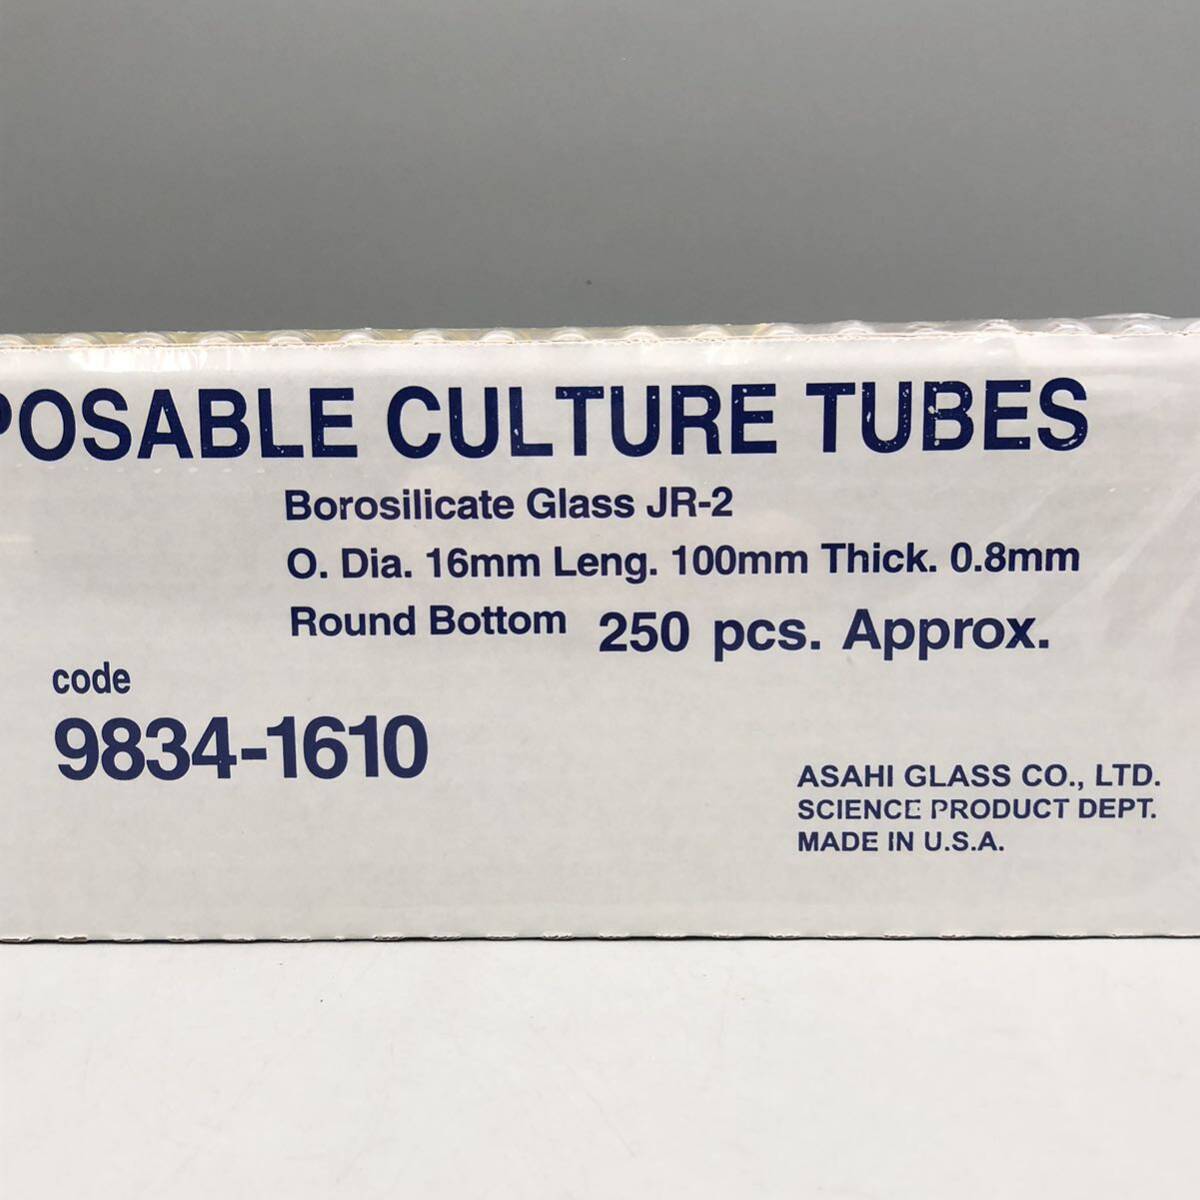 POSABLE CULTURE TUBES
Borosilicate Glass JR-2
O. Dia. 16mm Leng. 100mm Thick. 0.8mm
Round Bottom 250 pcs. Approx.
code
9834-1610
ASAHI GLASS CO., LTD.
SCIENCE PRODUCT DEPT.
MADE IN U.S.A.